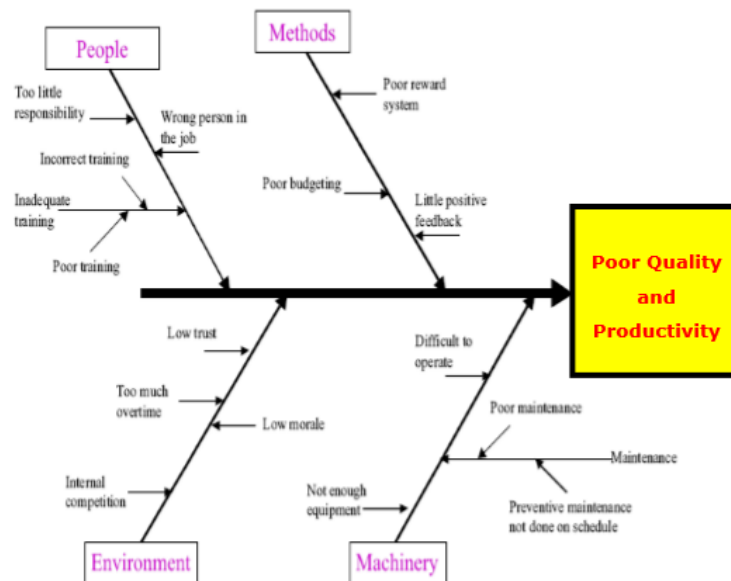 People
Methods
Too little
responsibility
Wrong person in
the job
Incorrect training
Inadequate
training
Poor training
Poor reward
system
Poor budgeting
Little positive
feedback
Poor Quality
and
Productivity
Low trust
Too much
overtime
Low morale
Internal
competition
Environment
Difficult to
operate
Poor maintenance
Maintenance
Preventive maintenance
not done on schedule
Not enough
equipment
Machinery